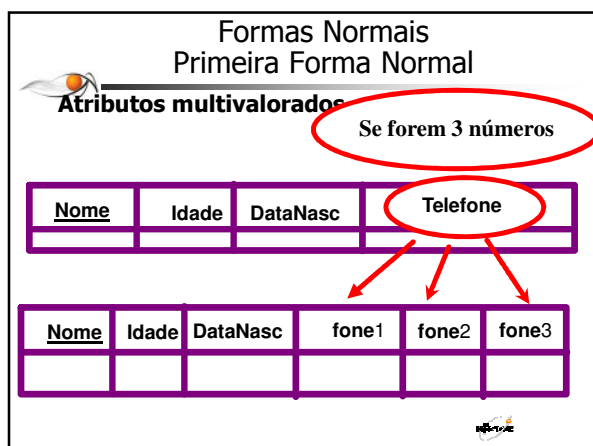 Formas Normais
Primeira Forma Normal
Atributos multivalorados
Se forem 3 números
Nome Idade DataNasc Telefone
Nome Idade DataNasc fone1 fone2 fone3